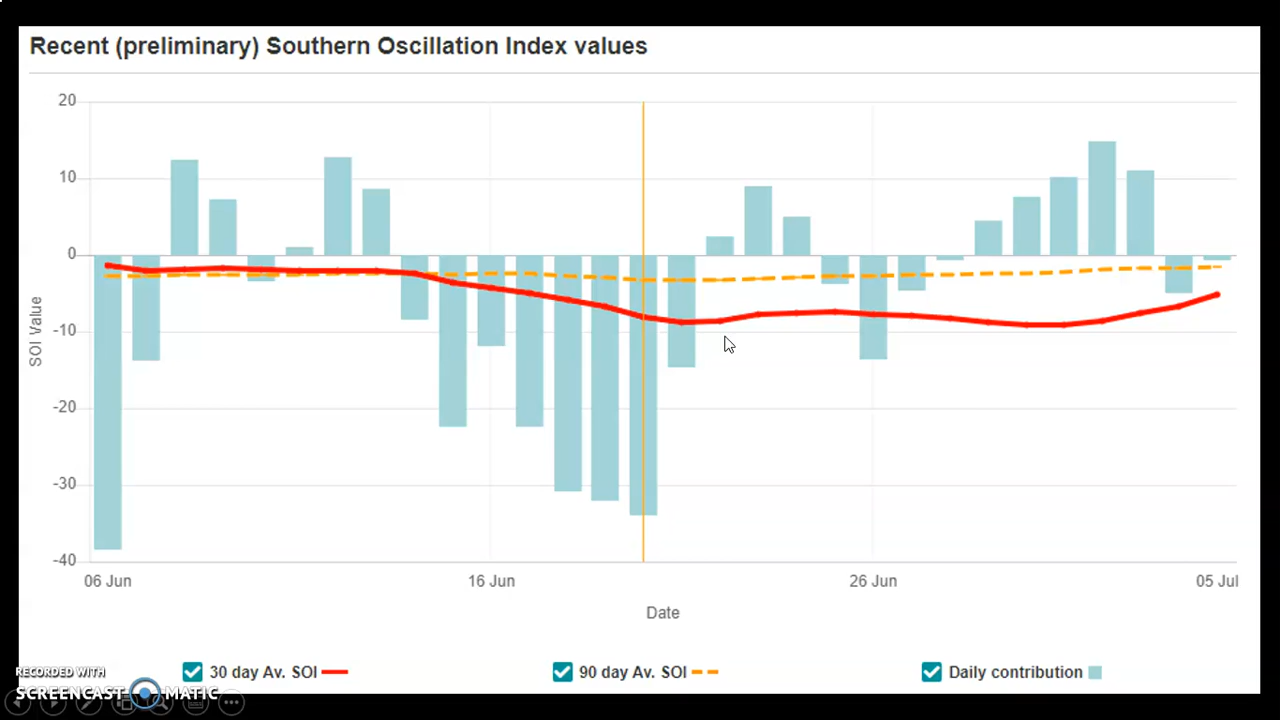 Recent (preliminary) Southern Oscillation Index values
20
10
0
-10
-20
-30
-40
SOI Value
06 Jun 16 Jun 26 Jun 05 Jul
Date
30 day Av. SOI 90 day Av. SOI Daily contribution
RECORDED WITH
SCREENCAST MATIC